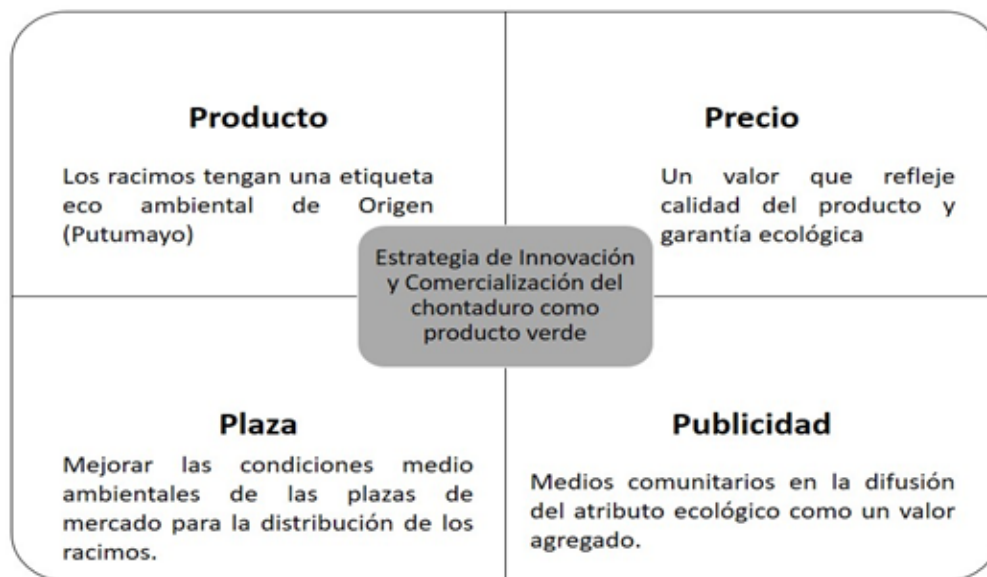 Producto
Los racimos tengan una etiqueta
eco ambiental de Origen
(Putumayo)
Precio
Un valor que refleje
calidad del producto y
garantía ecológica
Estrategia de Innovación
y Comercialización del
chontaduro como
producto verde
Plaza
Mejorar las condiciones medio
ambientales de las plazas de
mercado para la distribución de los
racimos.
Publicidad
Medios comunitarios en la difusión
del atributo ecológico como un valor
agregado.